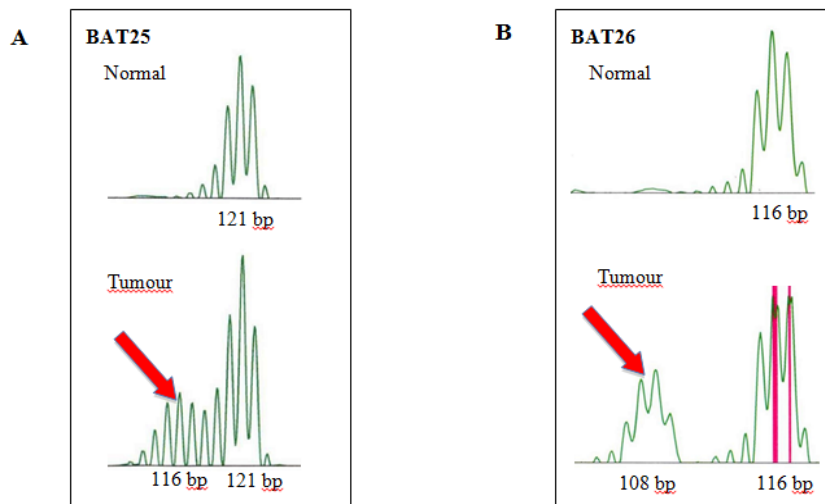 A
BAT25
Normal
121 bp
Tumour
116 bp 121 bp
B
BAT26
Normal
116 bp
Tumour
108 bp 116 bp